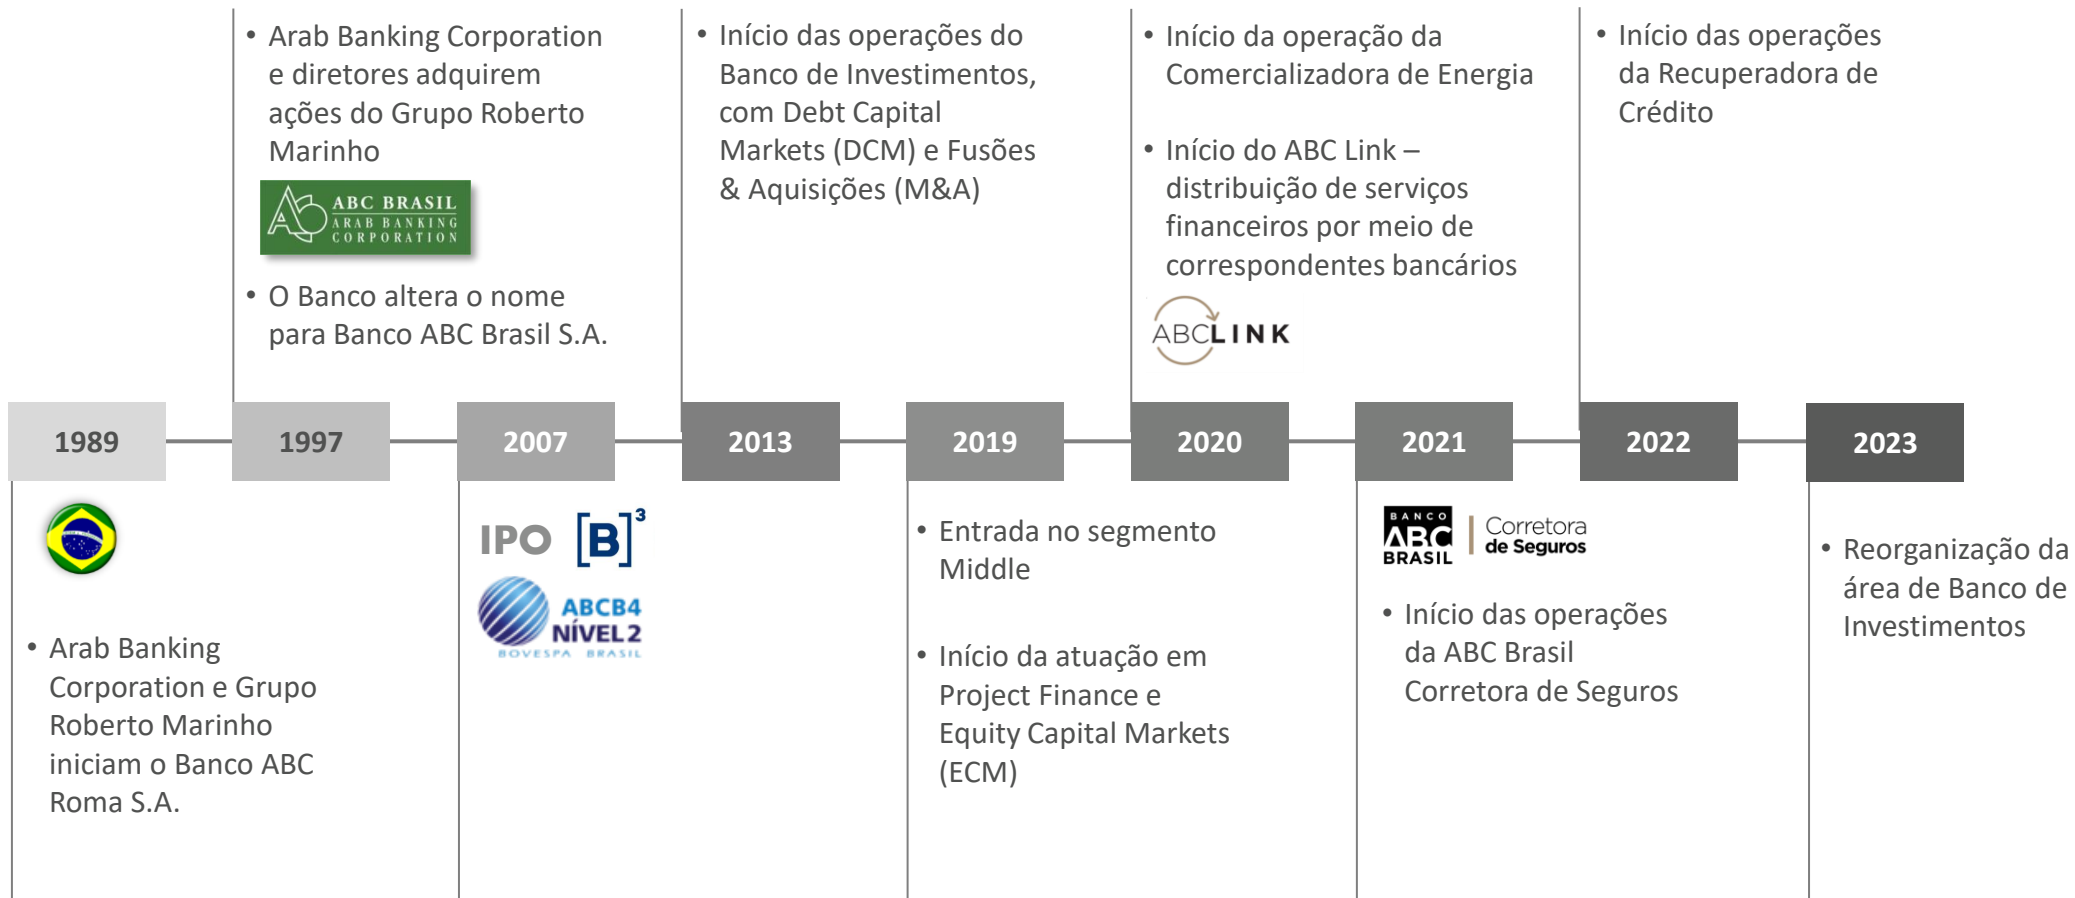 • Arab Banking Corporation
e diretores adquirem
ações do Grupo Roberto
Marinho
ABC BRASIL
ARAB BANKING
CORPORATION
• O Banco altera o nome
para Banco ABC Brasil S.A.
• Início das operações do
Banco de Investimentos,
com Debt Capital
Markets (DCM) e Fusões
& Aquisições (M&A)
• Início da operação da
Comercializadora de Energia
• Início do ABC Link –
distribuição de serviços
financeiros por meio de
correspondentes bancários
ABCLINK
• Início das operações
da Recuperadora de
Crédito
1989
1997
2007
2013
2019
2020
2021
2022
2023
• Arab Banking
Corporation e Grupo
Roberto Marinho
iniciam o Banco ABC
Roma S.A.
IPO [B]³
ABCB4
NÍVEL 2
BOVESPA BRASIL
• Entrada no segmento
Middle
• Início da atuação em
Project Finance e
Equity Capital Markets
(ECM)
BANCO
ABC
BRASIL
Corretora
de Seguros
• Início das operações
da ABC Brasil
Corretora de Seguros
• Reorganização da
área de Banco de
Investimentos